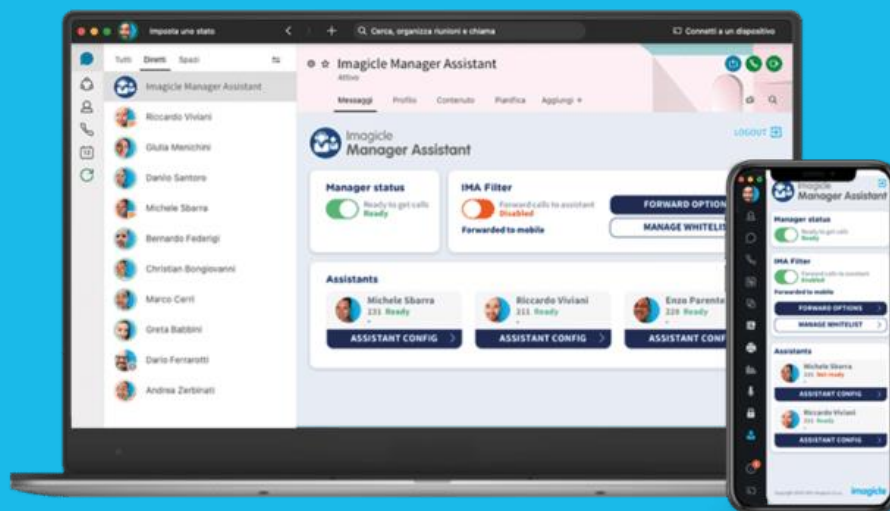 Imposta uno stato
Cerca, organizza riunioni e chiama
Connetti a un dispositivo
Tutti Diretti Spazi
Imagicle Manager Assistant
Riccardo Viviani
Giulia Menichini
Danilo Santoro
Michele Sbarra
Bernardo Federigi
Christian Bongiovanni
Marco Cerri
Greta Babbini
Dario Ferrarotti
Andrea Zerbinati
Imagicle Manager Assistant
Attivo
Messaggi Profilo Contenuto Pianifica Aggiungi +
Imagicle
Manager Assistant
LOGOUT
Manager status
Ready to get calls
Ready
IMA Filter
Forward calls to assistant
Disabled
Forwarded to mobile
FORWARD OPTION
MANAGE WHITELIS
Assistants
Michele Sbarra
231 Ready
ASSISTANT CONFIG
Riccardo Viviani
211 Ready
ASSISTANT CONFIG
Enzo Parente
228 Ready
ASSISTANT CONF
Imagicle
Manager Assistant
Manager status
Ready to get calls
Ready
IMA Filter
Forward calls to assistant
Enabled
Forwarded to mobile
FORWARD OPTIONS
MANAGE WHITELIST
Assistants
Michele Sbarra
231 Not ready
ASSISTANT CONFIG
Riccardo Viviani
211 Ready
ASSISTANT CONFIG
imagicle